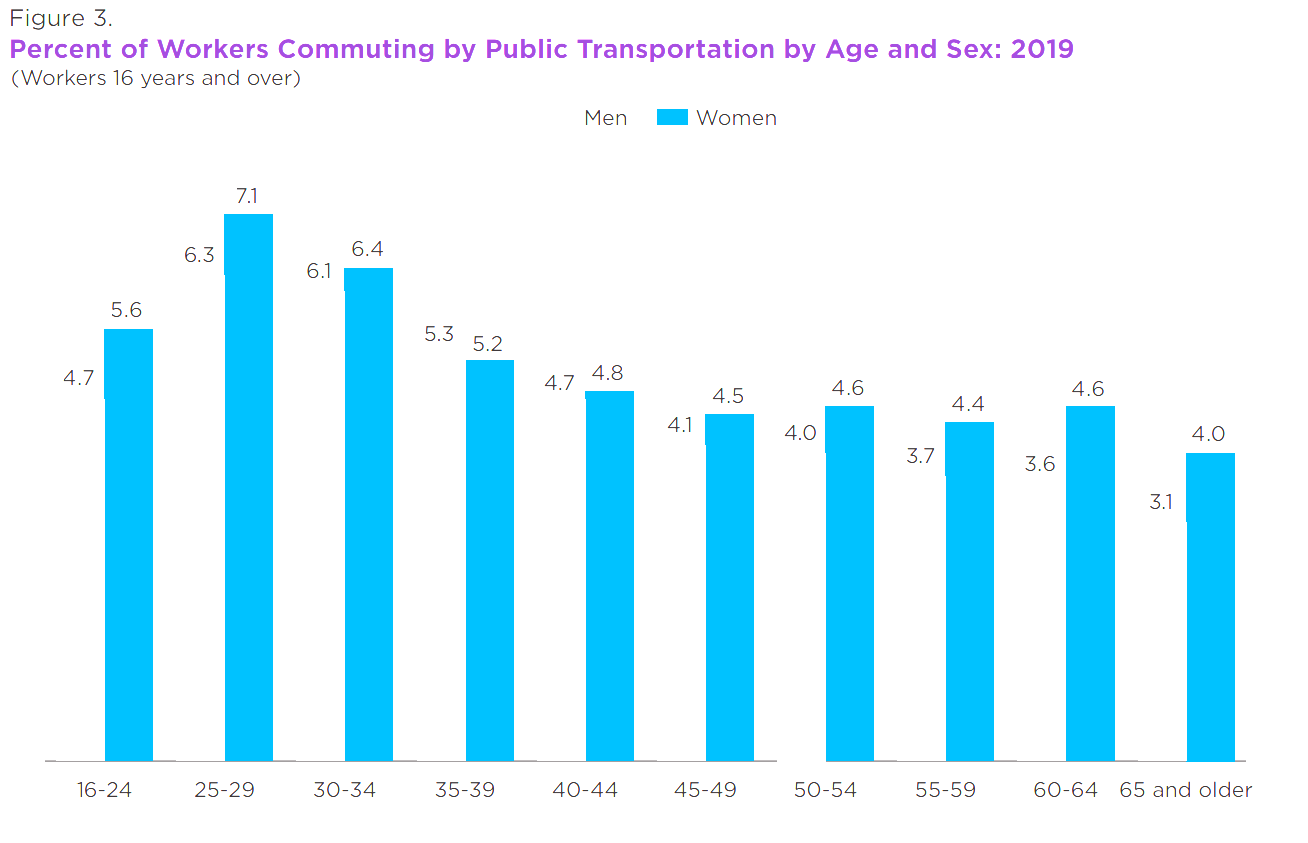 Figure 3.
Percent of Workers Commuting by Public Transportation by Age and Sex: 2019
(Workers 16 years and over)
Men Women
4.7 5.6
6.3 7.1
6.1 6.4
5.3 5.2
4.7 4.8
4.1 4.5
4.0 4.6
3.7 4.4
3.6 4.6
3.1 4.0
16-24 25-29 30-34 35-39 40-44 45-49 50-54 55-59 60-64 65 and older